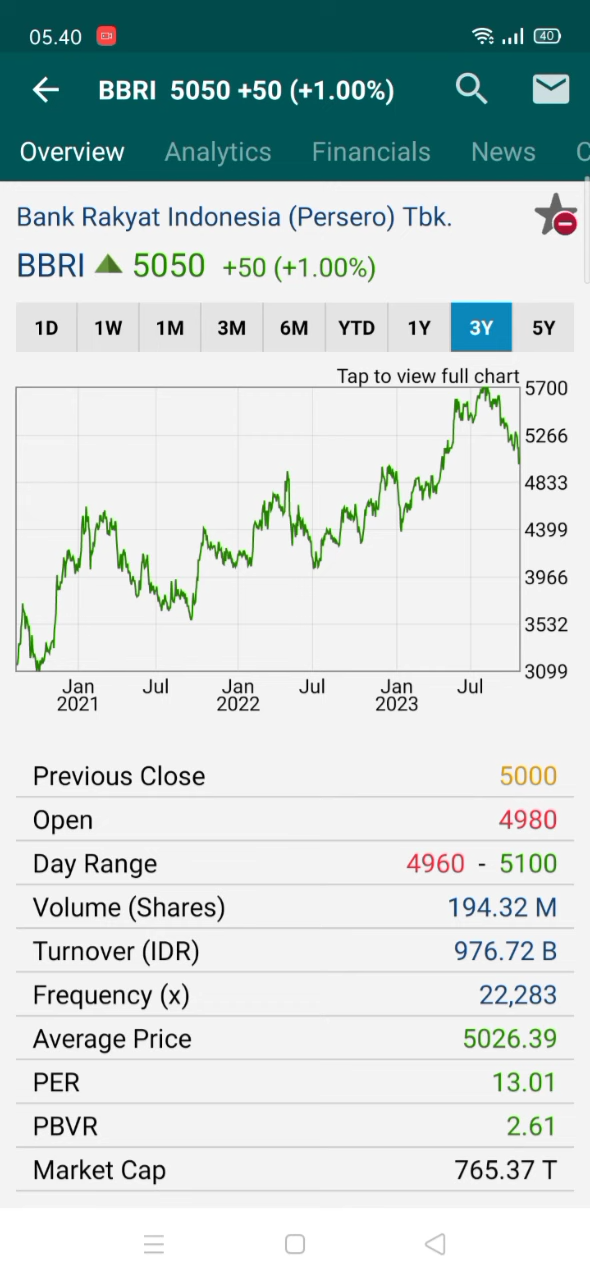 05.40
40
BBRI 5050 +50 (+1.00%)
Overview Analytics Financials News C
Bank Rakyat Indonesia (Persero) Tbk.
BBRI 5050 +50 (+1.00%)
1D 1W 1M 3M 6M YTD 1Y 3Y 5Y
Tap to view full chart
5700
5266
4833
4399
3966
3532
3099
Jan Jul Jan Jul Jan Jul
2021 2022 2023
Previous Close 5000
Open 4980
Day Range 4960 - 5100
Volume (Shares) 194.32 M
Turnover (IDR) 976.72 B
Frequency (x) 22,283
Average Price 5026.39
PER 13.01
PBVR 2.61
Market Cap 765.37 T